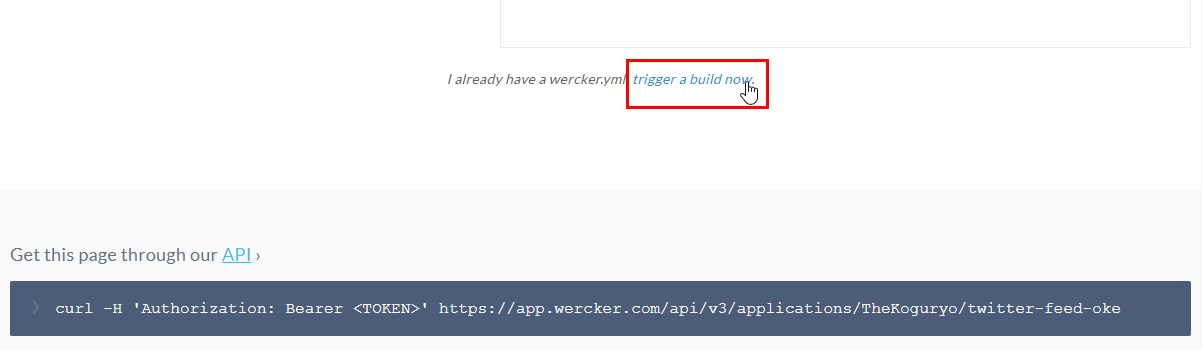 I already have a wercker.yml trigger a build now.
Get this page through our API ›
❯ curl -H 'Authorization: Bearer <TOKEN>' https://app.wercker.com/api/v3/applications/TheKoguryo/twitter-feed-oke